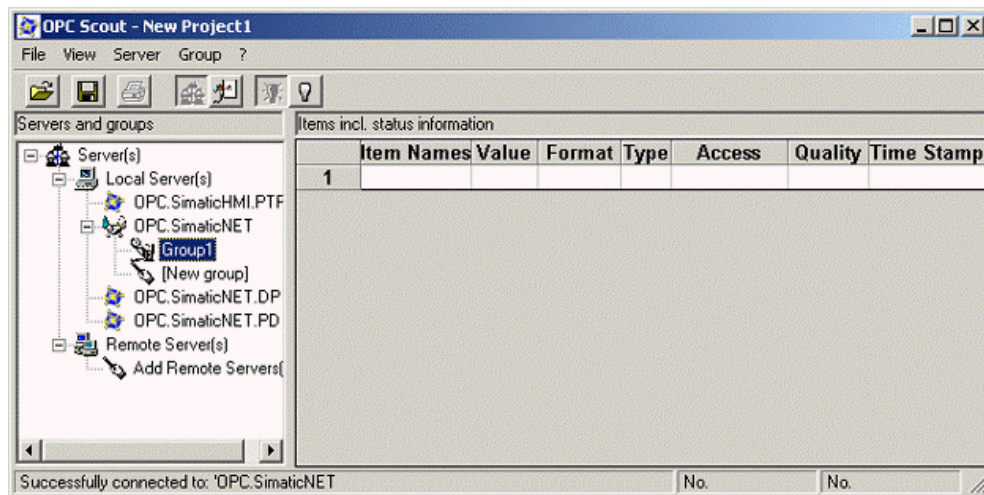 OPC Scout - New Project1
File View Server Group ?
Servers and groups
Items incl. status information
Server(s)
Local Server(s)
OPC.SimaticHMI.PTF
OPC.SimaticNET
Group1
[New group]
OPC.SimaticNET.DP
OPC.SimaticNET.PD
Remote Server(s)
Add Remote Servers(
Item Names Value Format Type Access Quality Time Stamp
1
Successfully connected to: 'OPC.SimaticNET No. No.